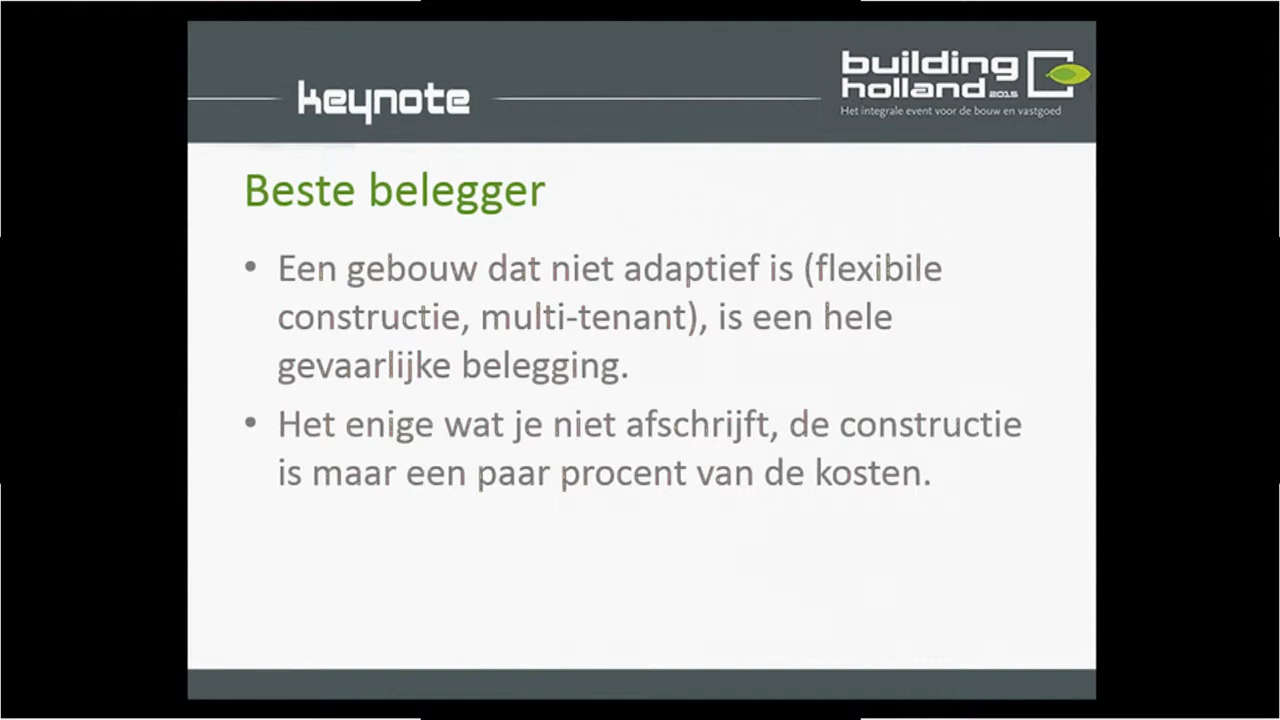 keynote
building
holland 2015
Het integrale event voor de bouw en vastgoed
Beste belegger
• Een gebouw dat niet adaptief is (flexibile
constructie, multi-tenant), is een hele
gevaarlijke belegging.
• Het enige wat je niet afschrijft, de constructie
is maar een paar procent van de kosten.